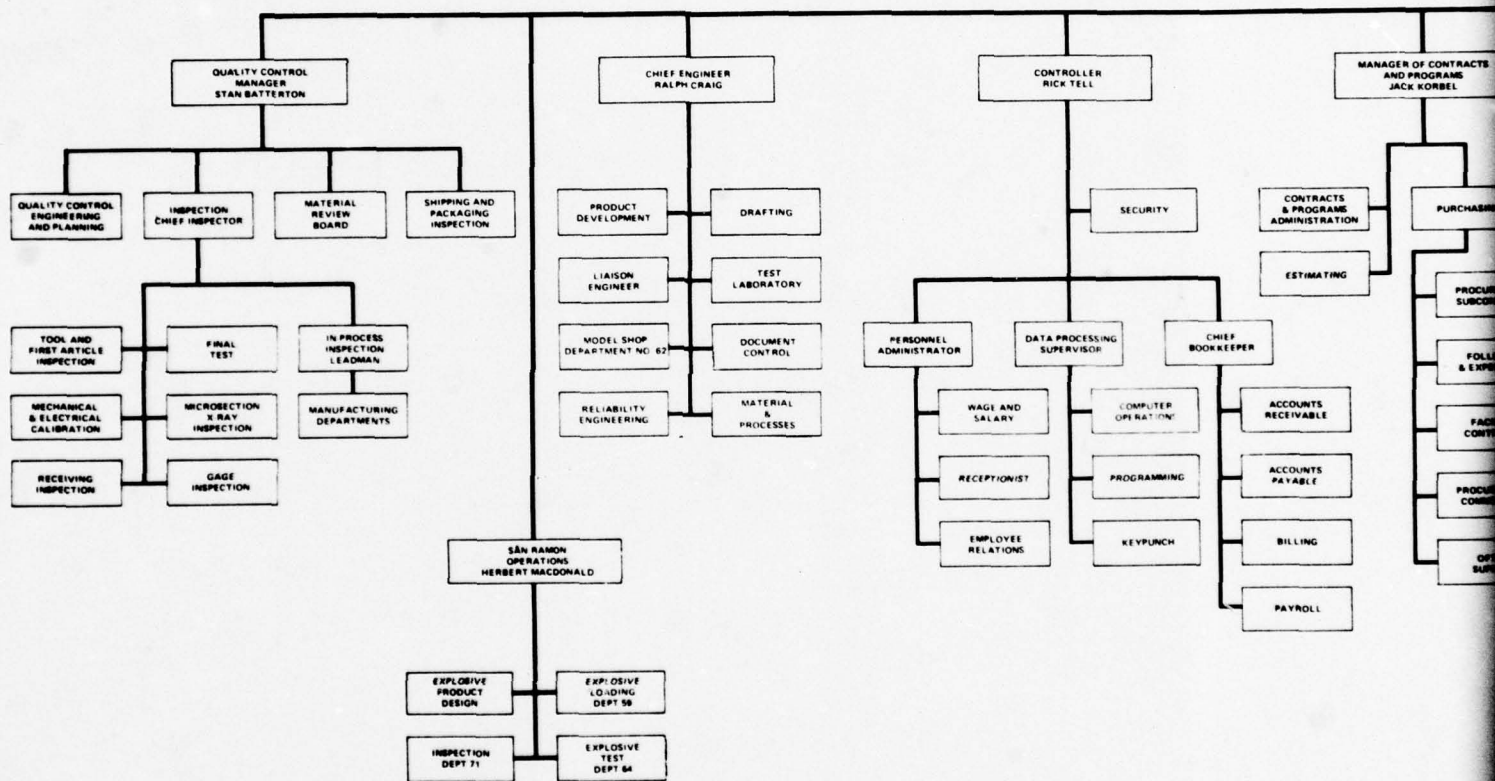 QUALITY CONTROL
MANAGER
STAN BATTERTON
CHIEF ENGINEER
RALPH CRAIG
CONTROLLER
RICK TELL
MANAGER OF CONTRACTS
AND PROGRAMS
JACK KORBEL
QUALITY CONTROL
ENGINEERING
AND PLANNING
INSPECTION
CHIEF INSPECTOR
MATERIAL
REVIEW
BOARD
SHIPPING AND
PACKAGING
INSPECTION
PRODUCT
DEVELOPMENT
DRAFTING
SECURITY
CONTRACTS
& PROGRAMS
ADMINISTRATION
LIAISON
ENGINEER
TEST
LABORATORY
ESTIMATING
TOOL AND
FIRST ARTICLE
INSPECTION
FINAL
TEST
IN PROCESS
INSPECTION
LEADMAN
MODEL SHOP
DEPARTMENT NO. 62
DOCUMENT
CONTROL
PERSONNEL
ADMINISTRATOR
DATA PROCESSING
SUPERVISOR
CHIEF
BOOKKEEPER
MECHANICAL
& ELECTRICAL
CALIBRATION
MICROSECTION
X-RAY
INSPECTION
MANUFACTURING
DEPARTMENTS
RELIABILITY
ENGINEERING
MATERIAL
&
PROCESSES
WAGE AND
SALARY
COMPUTER
OPERATIONS
ACCOUNTS
RECEIVABLE
RECEIVING
INSPECTION
GAGE
INSPECTION
RECEPTIONIST
PROGRAMMING
ACCOUNTS
PAYABLE
SAN RAMON
OPERATIONS
HERBERT MACDONALD
EMPLOYEE
RELATIONS
KEYPUNCH
BILLING
PAYROLL
EXPLOSIVE
PRODUCT
DESIGN
EXPLOSIVE
LOADING
DEPT 59
INSPECTION
DEPT 71
EXPLOSIVE
TEST
DEPT 64